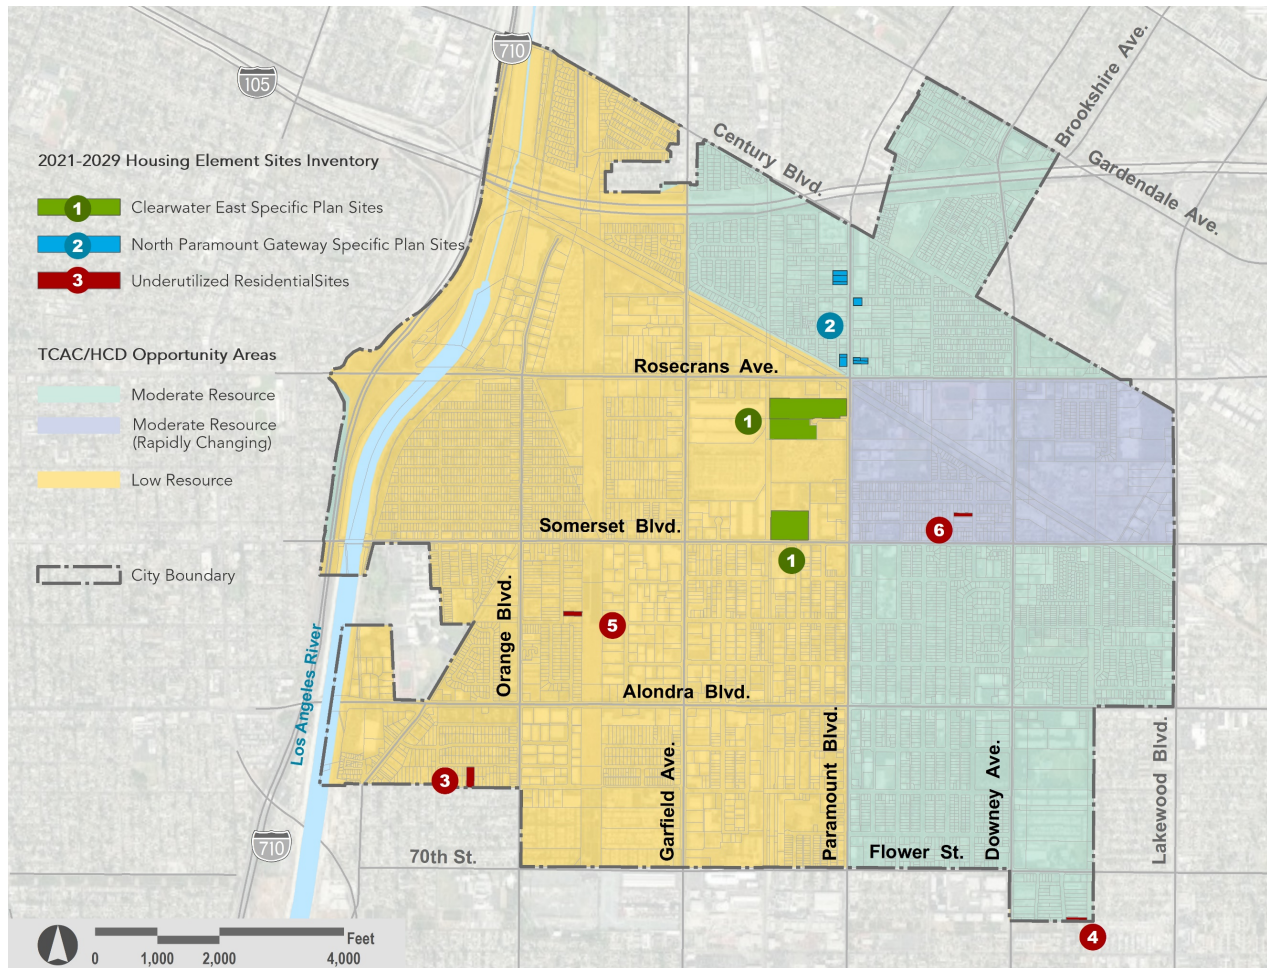 710
105
Century Blvd.
Brookshire Ave.
Gardendale Ave.
2021-2029 Housing Element Sites Inventory
1 Clearwater East Specific Plan Sites
2 North Paramount Gateway Specific Plan Sites
3 Underutilized ResidentialSites
2
TCAC/HCD Opportunity Areas
Moderate Resource
Moderate Resource
(Rapidly Changing)
Low Resource
City Boundary
Rosecrans Ave.
1
Somerset Blvd.
6
1
Orange Blvd.
5
Los Angeles River
Alondra Blvd.
3
Garfield Ave.
Paramount Blvd.
Downey Ave.
Lakewood Blvd.
710
70th St.
Flower St.
4
Feet
0 1,000 2,000 4,000